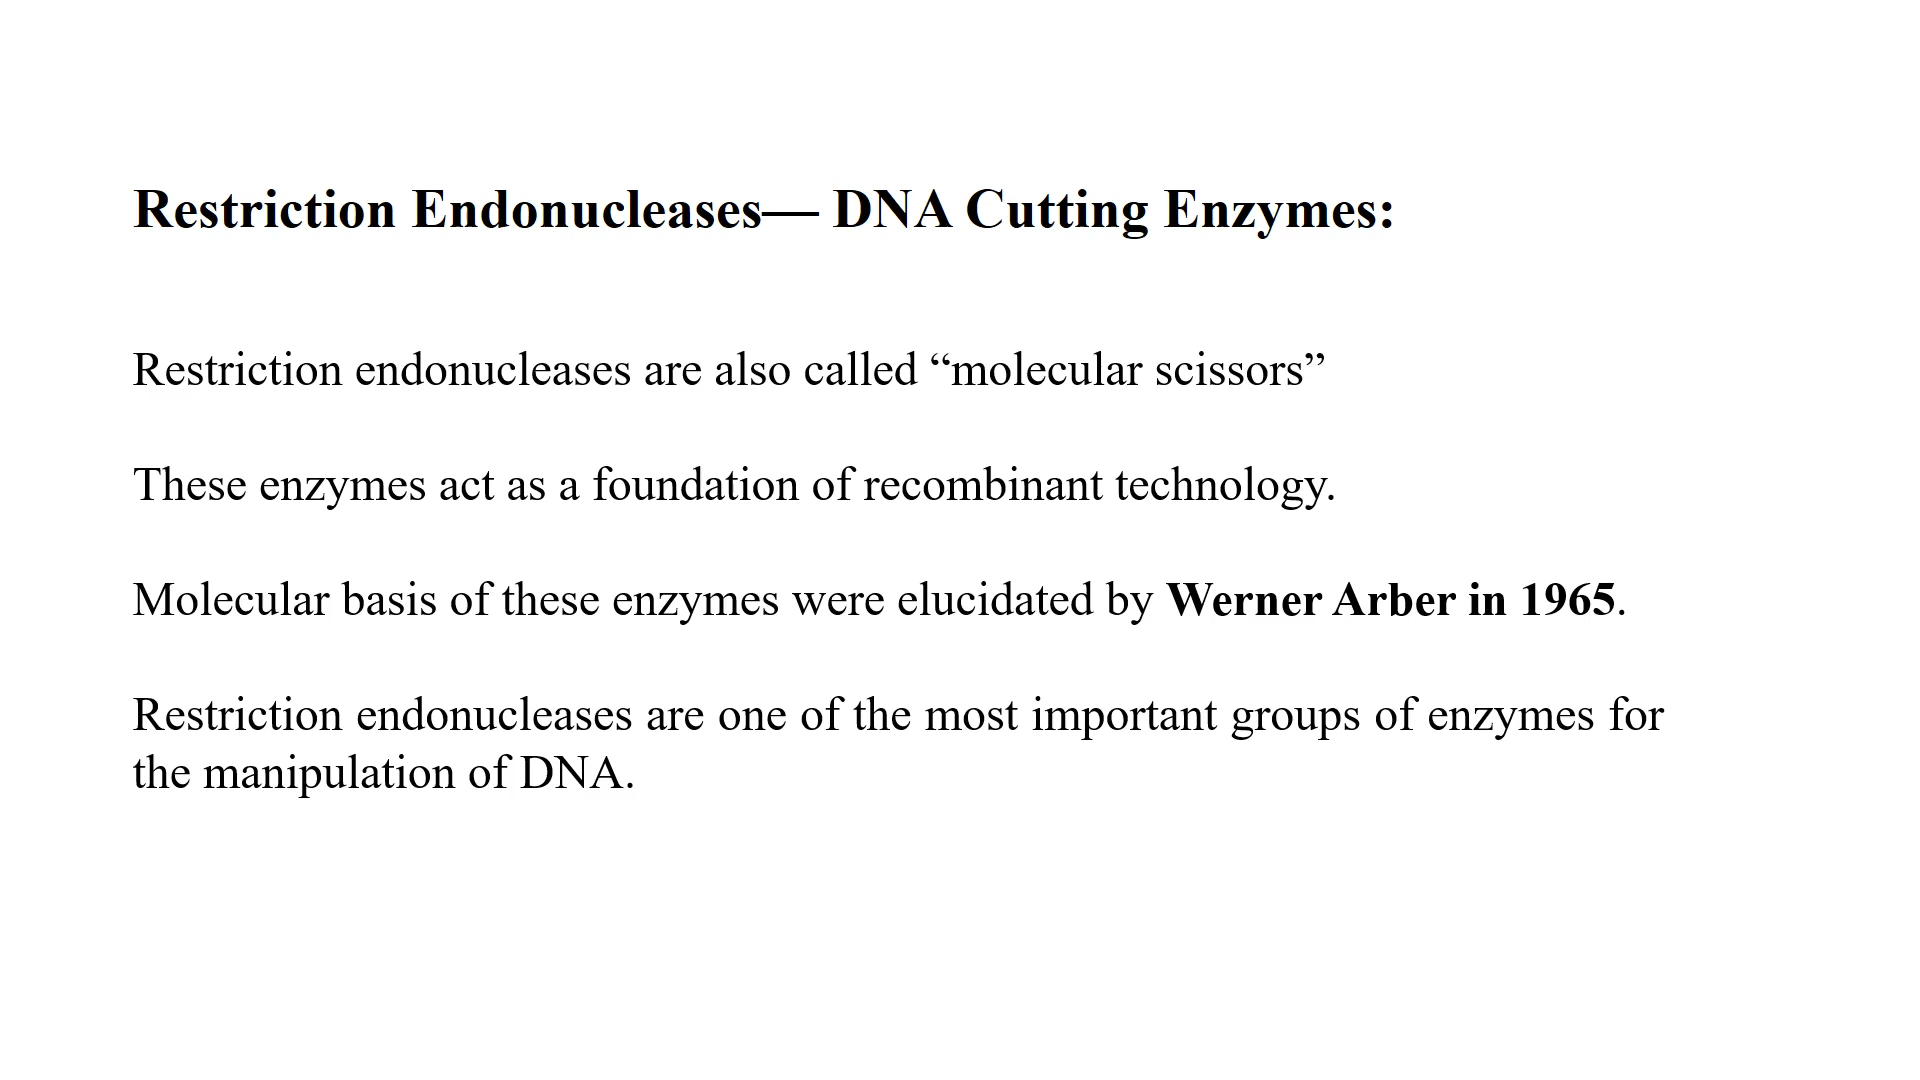 Restriction Endonucleases— DNA Cutting Enzymes:
Restriction endonucleases are also called “molecular scissors”
These enzymes act as a foundation of recombinant technology.
Molecular basis of these enzymes were elucidated by Werner Arber in 1965.
Restriction endonucleases are one of the most important groups of enzymes for
the manipulation of DNA.